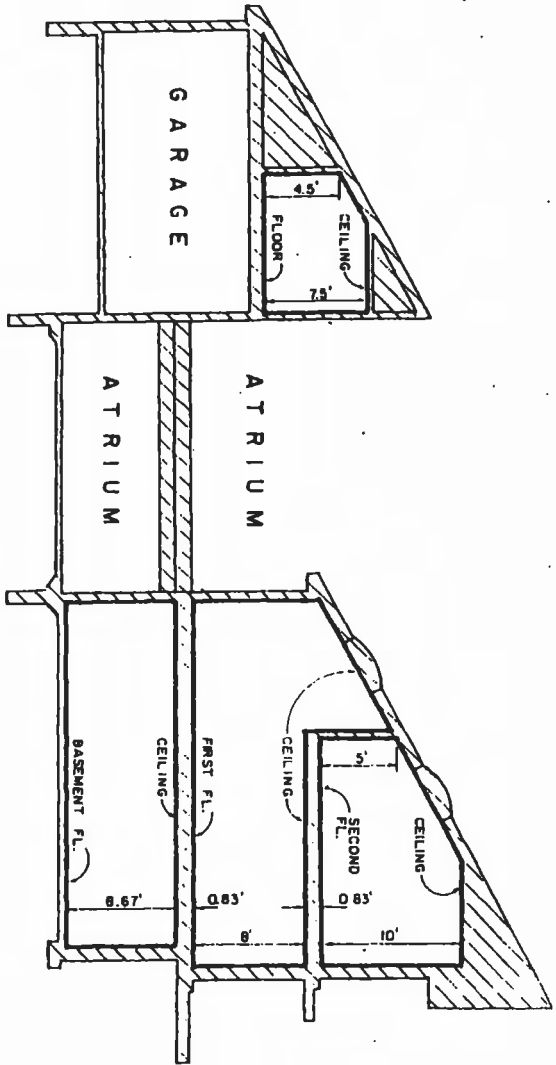 GARAGE
4.5'
FLOOR
CEILING
7.5'
ATRIUM
ATRIUM
BASEMENT FL.
CEILING
8.67'
FIRST FL.
0.83'
CEILING
8'
5'
SECOND
FL.
0.83'
CEILING
10'